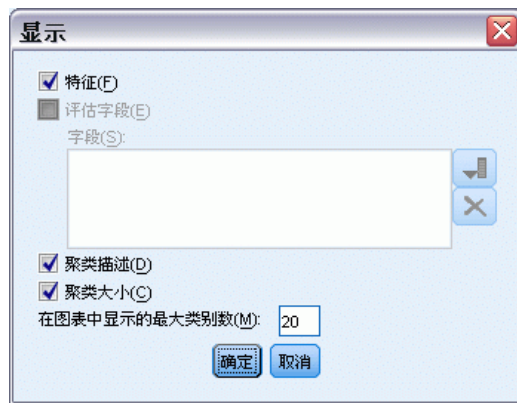 显示
特征(F)
评估字段(E)
字段(S):
聚类描述(D)
聚类大小(C)
在图表中显示的最大类别数(M): 20
确定 取消